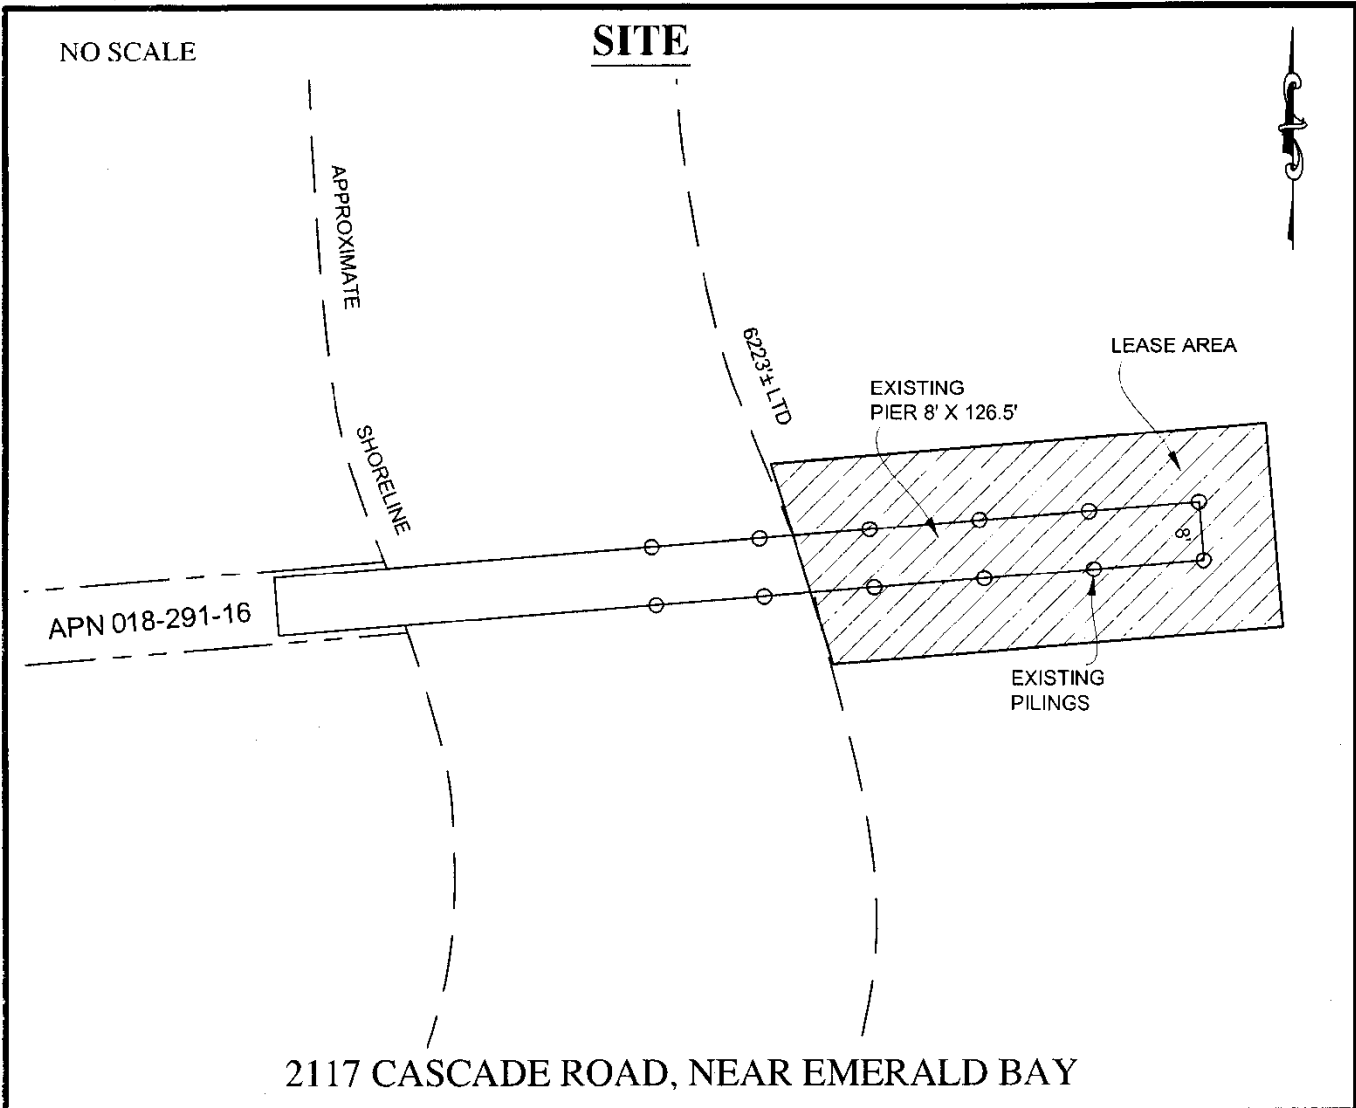 NO SCALE
SITE
APPROXIMATE
SHORELINE
6223'± LTD
LEASE AREA
EXISTING
PIER 8' X 126.5'
8'
APN 018-291-16
EXISTING
PILINGS
2117 CASCADE ROAD, NEAR EMERALD BAY